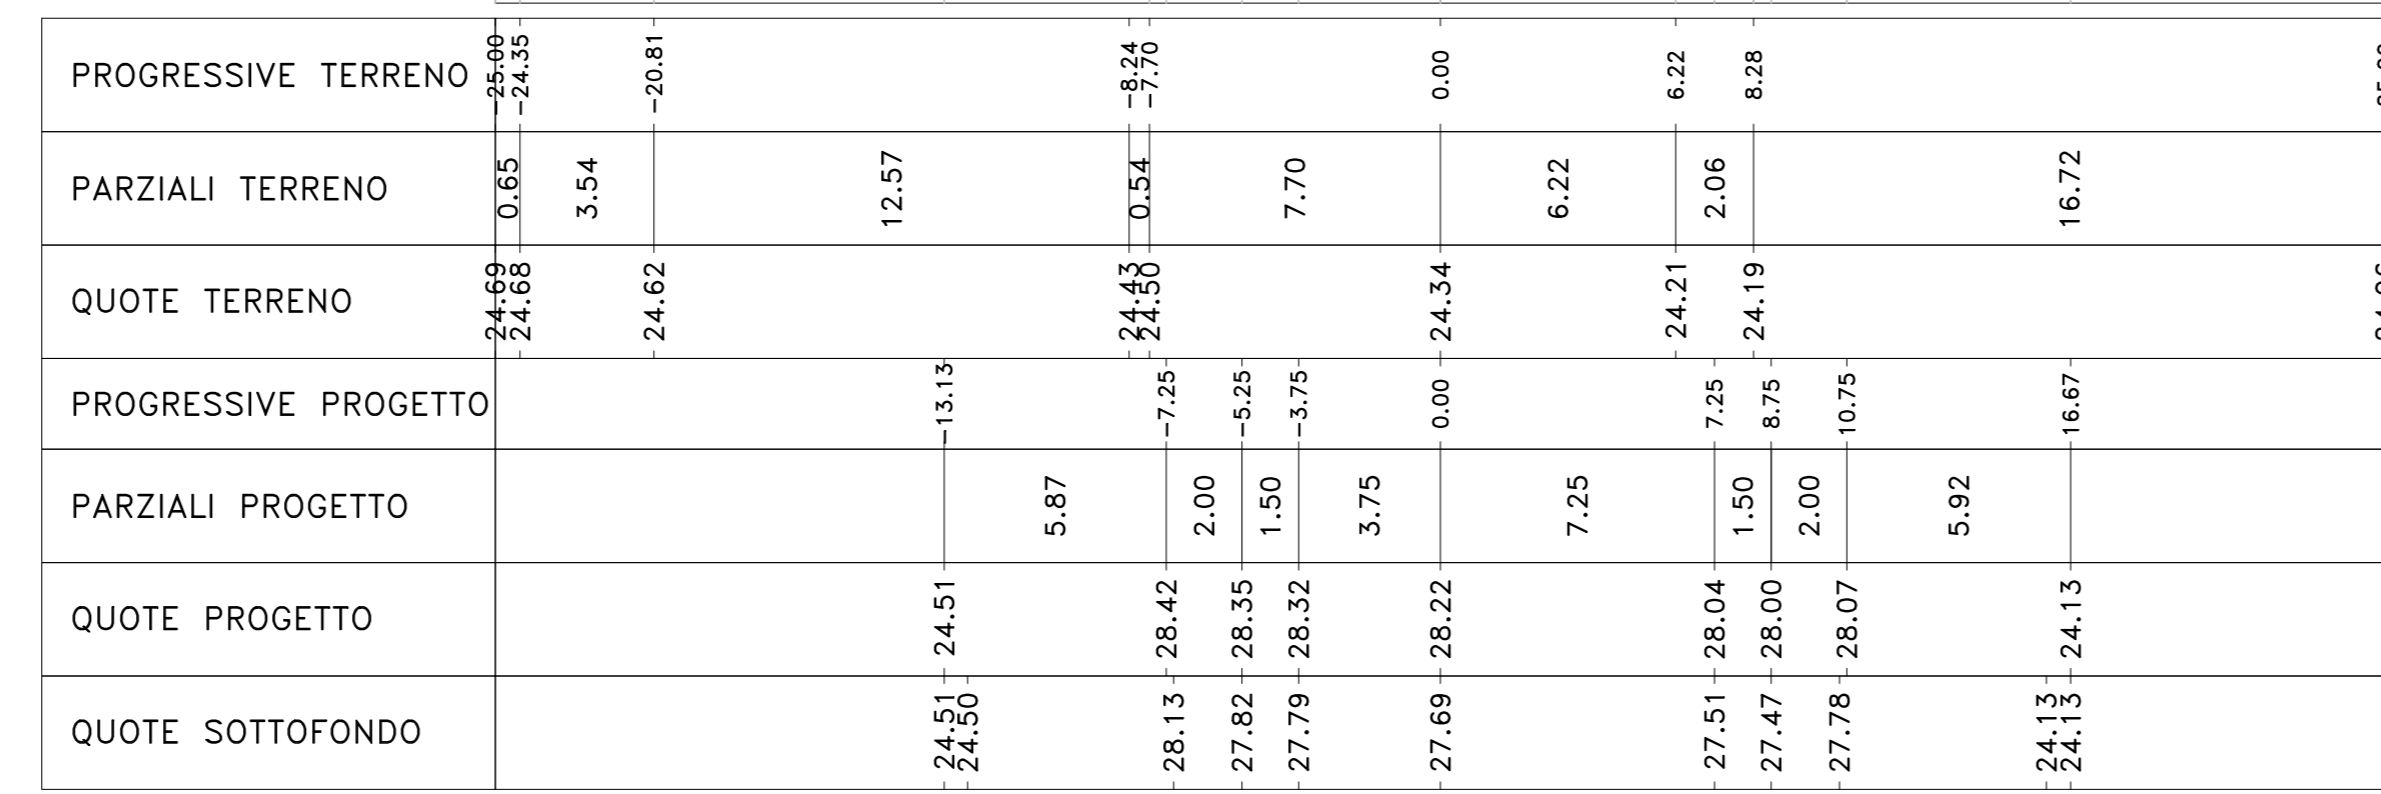 PROGRESSIVE TERRENO -25.00 -24.35 -20.81 -8.24 -7.70 0.00 6.22 8.28
PARZIALI TERRENO 0.65 3.54 12.57 0.54 7.70 6.22 2.06 16.72
QUOTE TERRENO 24.69 24.68 24.62 24.43 24.50 24.34 24.21 24.19
PROGRESSIVE PROGETTO -13.13 -7.25 -5.25 -3.75 0.00 7.25 8.75 10.75 16.67
PARZIALI PROGETTO 5.87 2.00 1.50 3.75 7.25 1.50 2.00 5.92
QUOTE PROGETTO 24.51 28.42 28.35 28.32 28.22 28.04 28.00 28.07 24.13
QUOTE SOTTOFONDO 24.51 24.50 28.13 27.82 27.79 27.69 27.51 27.47 27.78 24.13 24.13